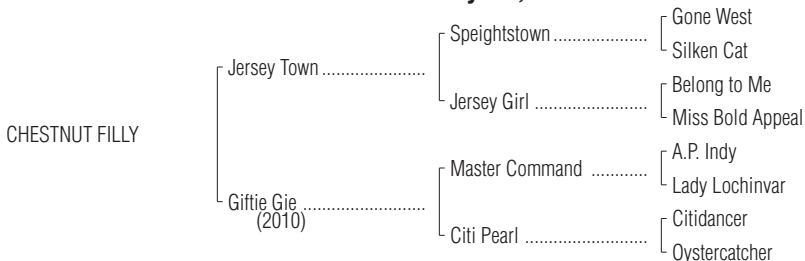 Gone West
Speightstown ..................
Silken Cat
Jersey Town ......................
Belong to Me
Jersey Girl ........................
Miss Bold Appeal
CHESTNUT FILLY
A.P. Indy
Master Command ............
Lady Lochinvar
Giftie Gie ..........................
(2010)
Citidancer
Citi Pearl ..........................
Oystercatcher